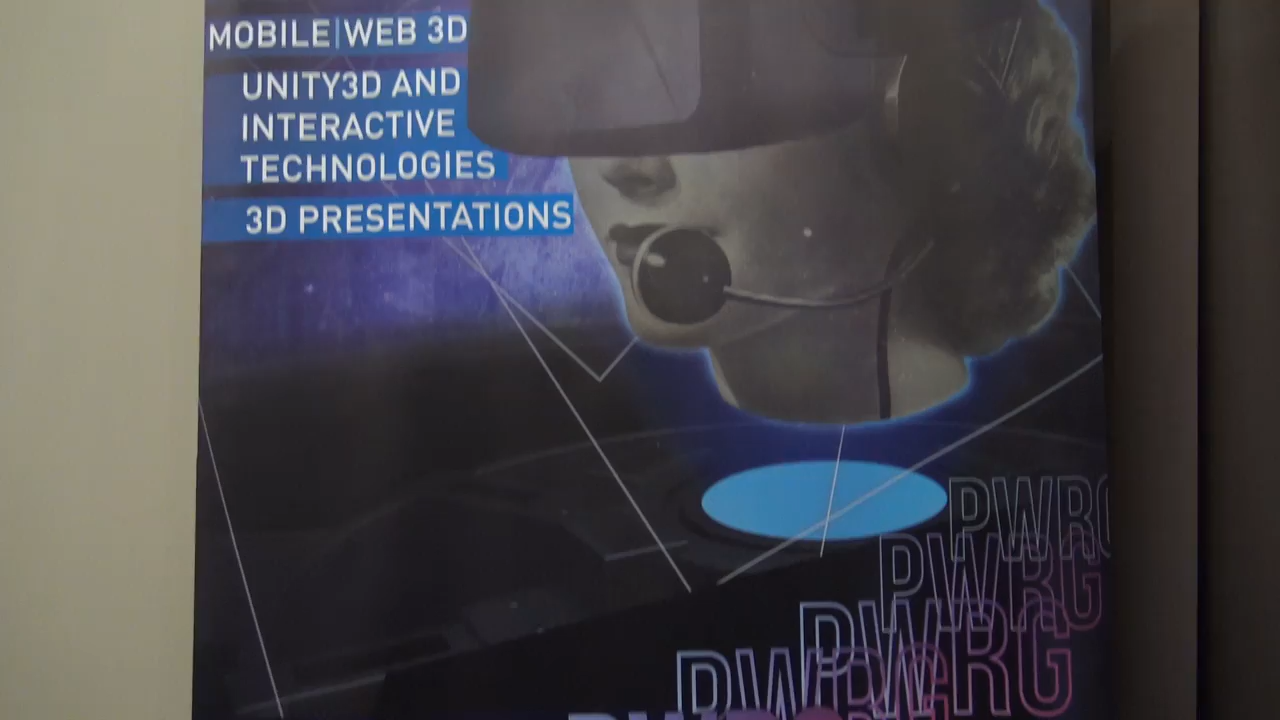 MOBILE|WEB 3D
UNITY3D AND
INTERACTIVE
TECHNOLOGIES
3D PRESENTATIONS
PWRG
PWRG
PWRG
PWRG